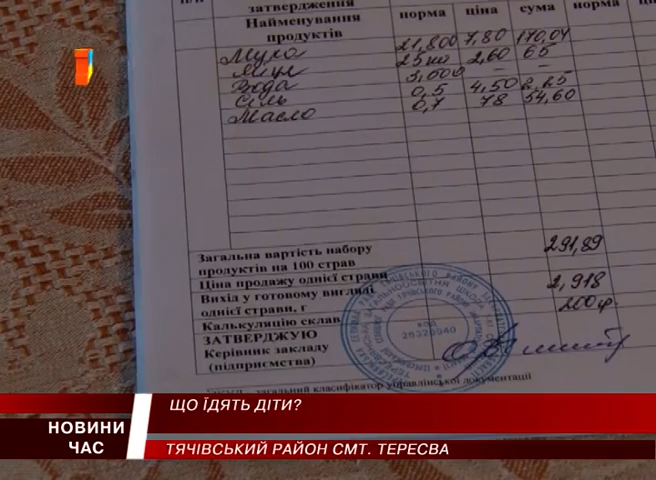 затвердження
Найменування
продуктів
норма ціна сума норма
Мука 21,800 7,80 170,04
Яйця 25 шт 2,60 65
Вода 3,000 – –
Сіль 0,5 4,50 2,25
Масло 0,7 78 54,60
Загальна вартість набору
продуктів на 100 страв
291,89
Ціна продажу однієї страви
2,918
Вихід у готовому вигляді
однієї страви, г
200 гр.
Калькуляцію склав
ЗАТВЕРДЖУЮ
Керівник закладу
(підприємства)
загальний класифікатор управлінської документації
ЩО ЇДЯТЬ ДІТИ?
НОВИНИ
ЧАС
ТЯЧІВСЬКИЙ РАЙОН СМТ. ТЕРЕСВА